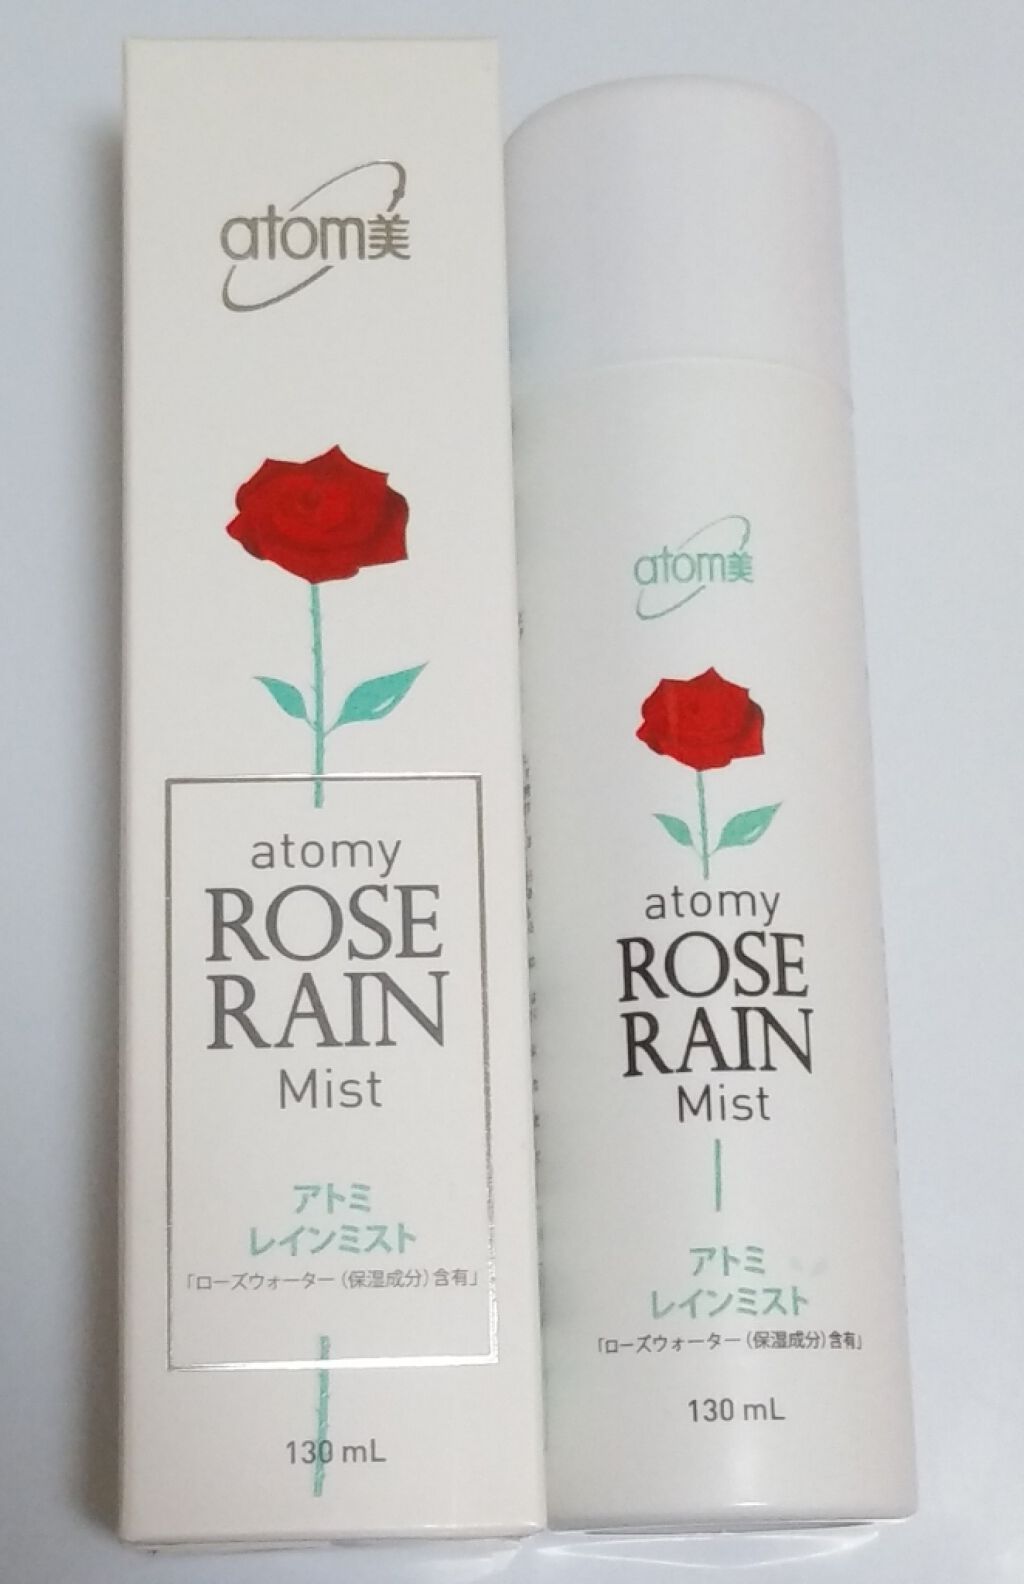 atom美
atomy
ROSE
RAIN
Mist
アトミ
レインミスト
「ローズウォーター(保湿成分)含有」
130 mL
atom美
atomy
ROSE
RAIN
Mist
アトミ
レインミスト
「ローズウォーター(保湿成分)含有」
130 mL